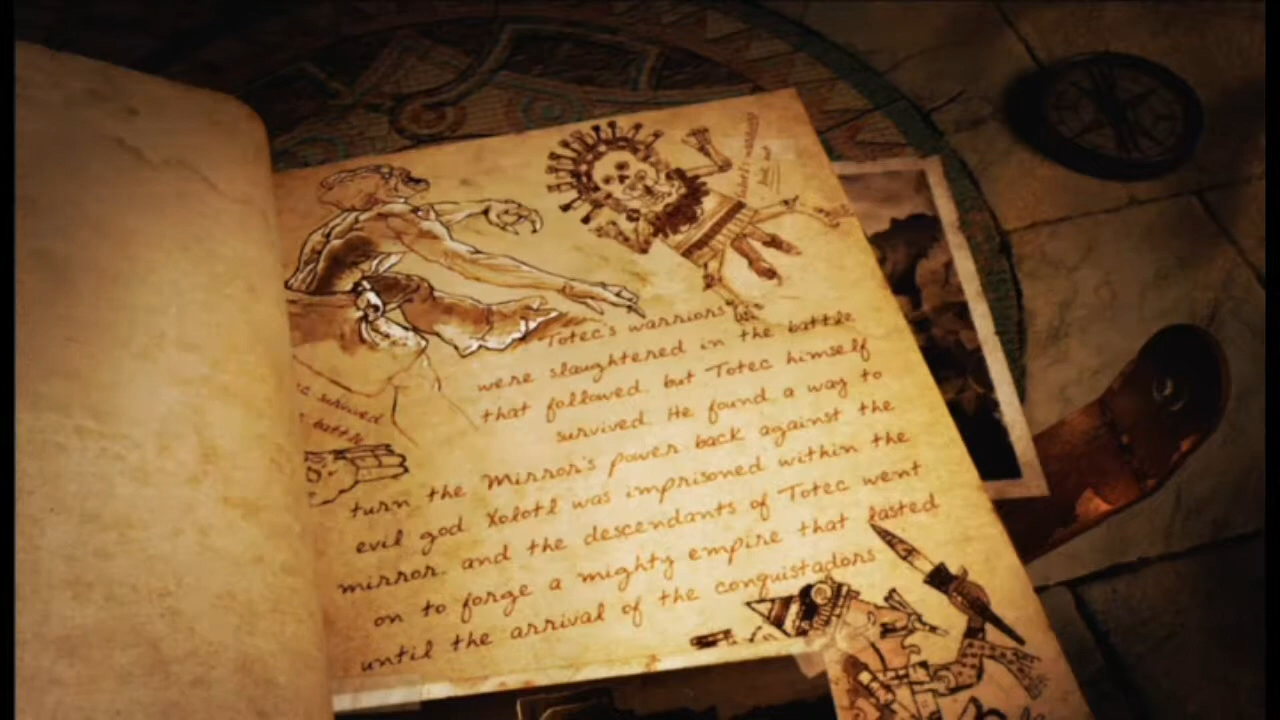 Totec's warriors
were slaughtered in the battle
that followed. but Totec himself
survived. He found a way to
turn the Mirror's power back against the
evil god Xolotl was imprisoned within the
mirror. and the descendants of Totec went
on to forge a mighty empire that lasted
until the arrival of the conquistadors
survived
battle